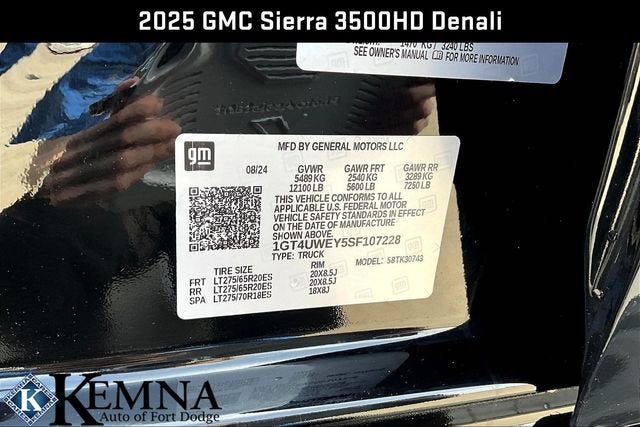 2025 GMC Sierra 3500HD Denali
1470 KG / 3240 LBS
SEE OWNER'S MANUAL FOR MORE INFORMATION
gm
MFD BY GENERAL MOTORS LLC
08/24 GVWR GAWR FRT GAWR RR
5489 KG 2540 KG 3289 KG
12100 LB 5600 LB 7250 LB
THIS VEHICLE CONFORMS TO ALL
APPLICABLE U.S. FEDERAL MOTOR
VEHICLE SAFETY STANDARDS IN EFFECT
ON THE DATE OF MANUFACTURE
SHOWN ABOVE.
1GT4UWEY5SF107228
TYPE: TRUCK MODEL: 58TK30743
TIRE SIZE RIM
FRT LT275/65R20ES 20X8.5J
RR LT275/65R20ES 20X8.5J
SPA LT275/70R18ES 18X8J
K
KEMNA
Auto of Fort Dodge